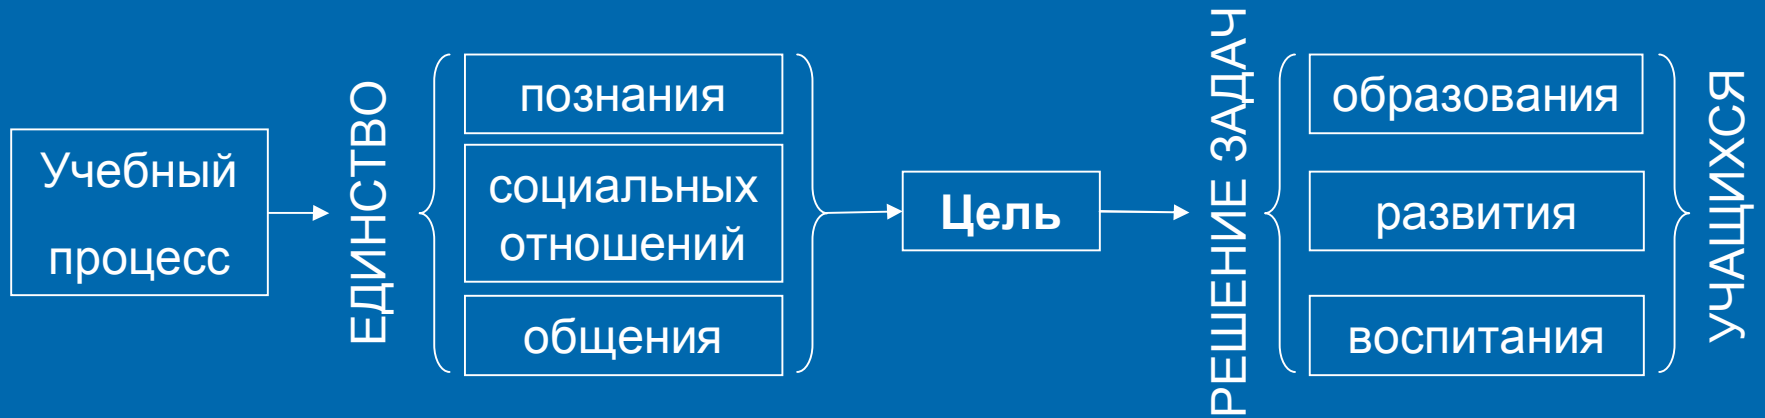 Учебный
процесс
ЕДИНСТВО
познания
социальных
отношений
общения
Цель
РЕШЕНИЕ ЗАДАЧ
образования
развития
воспитания
УЧАЩИХСЯ